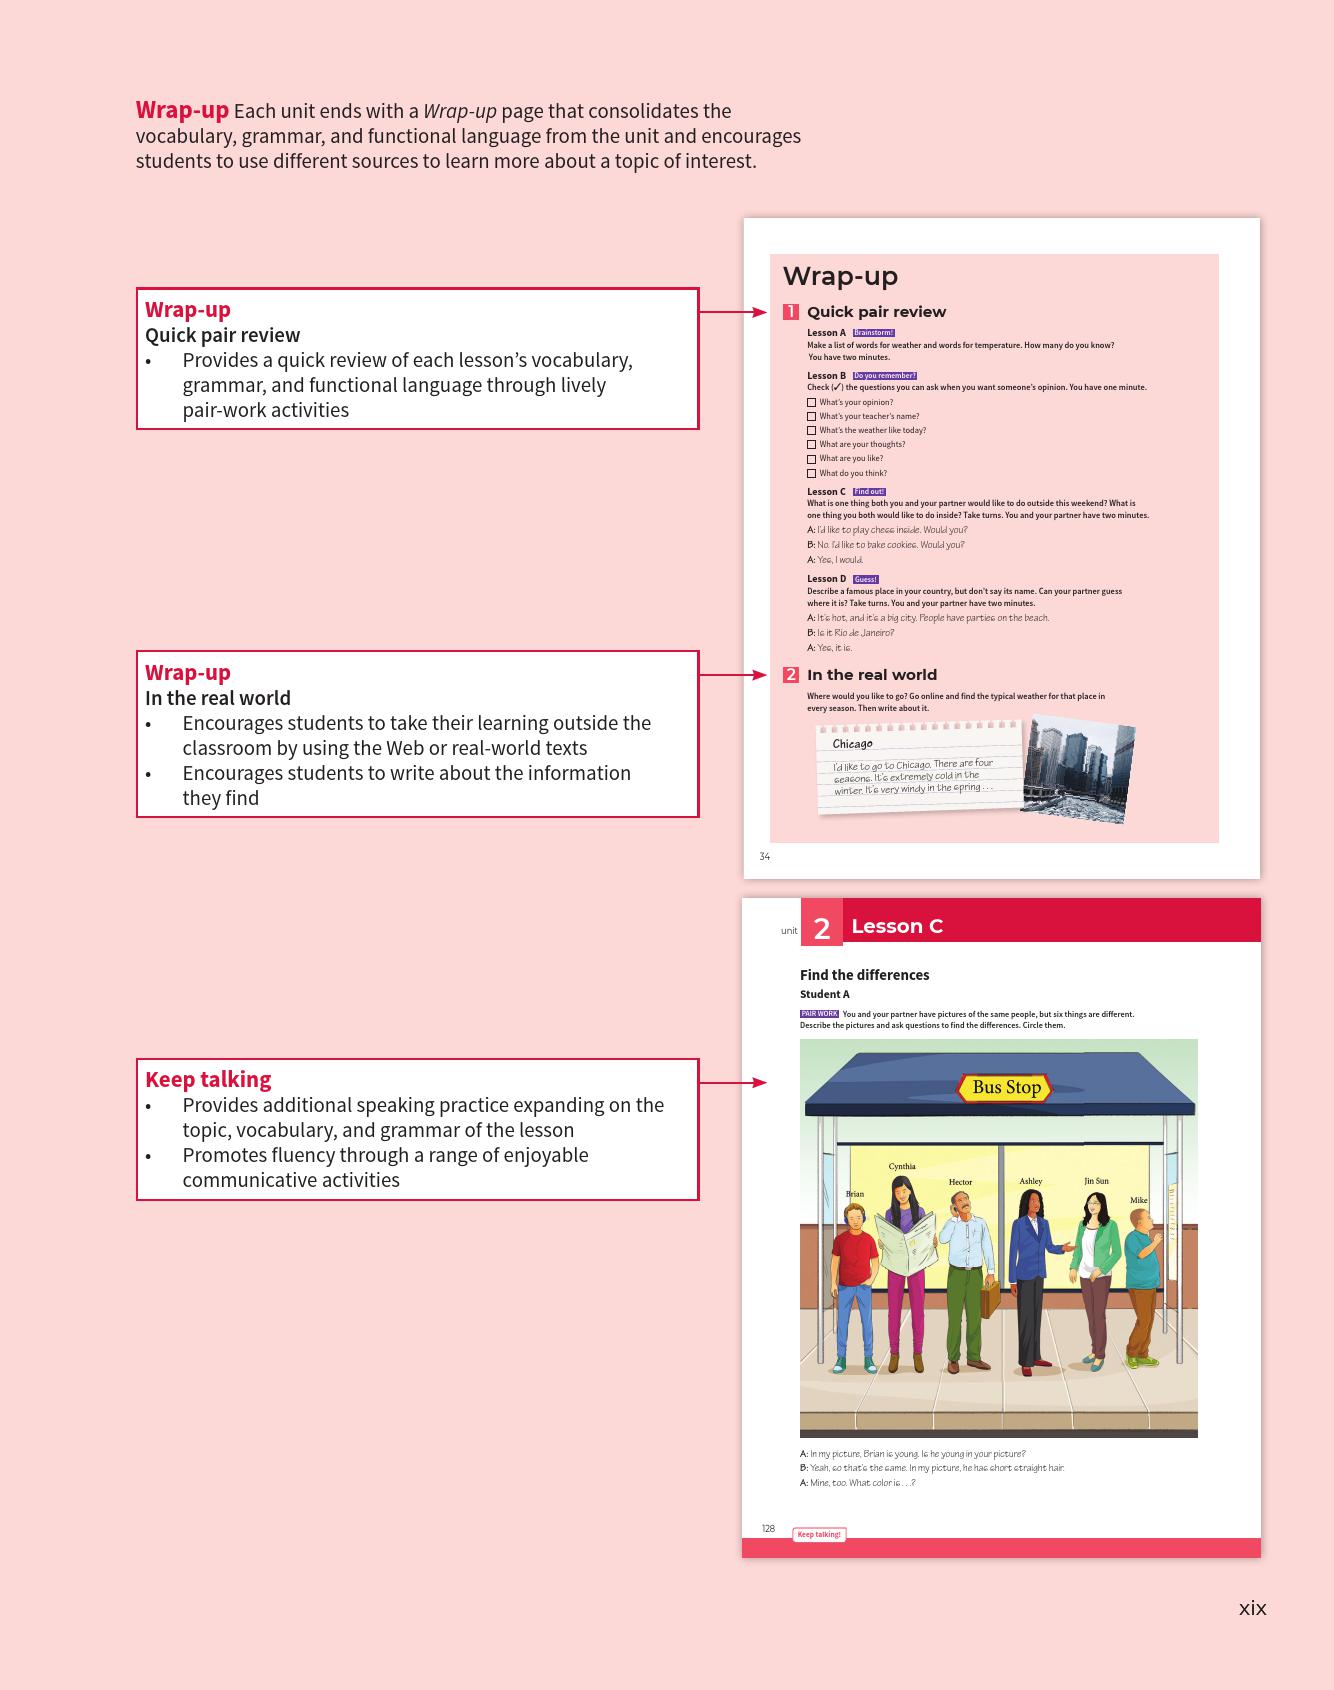 Wrap-up Each unit ends with a Wrap-up page that consolidates the
vocabulary, grammar, and functional language from the unit and encourages
students to use different sources to learn more about a topic of interest.
Wrap-up
Quick pair review
• Provides a quick review of each lesson’s vocabulary,
grammar, and functional language through lively
pair-work activities
Wrap-up
In the real world
• Encourages students to take their learning outside the
classroom by using the Web or real-world texts
• Encourages students to write about the information
they find
Keep talking
• Provides additional speaking practice expanding on the
topic, vocabulary, and grammar of the lesson
• Promotes fluency through a range of enjoyable
communicative activities
Wrap-up
1 Quick pair review
Lesson A Brainstorm!
Make a list of words for weather and words for temperature. How many do you know?
You have two minutes.
Lesson B Do you remember?
Check (✓) the questions you can ask when you want someone's opinion. You have one minute.
☐ What's your opinion?
☐ What's your teacher's name?
☐ What's the weather like today?
☐ What are your thoughts?
☐ What are you like?
☐ What do you think?
Lesson C Find out!
What is one thing both you and your partner would like to do outside this weekend? What is
one thing you both would like to do inside? Take turns. You and your partner have two minutes.
A: I'd like to play chess inside. Would you?
B: No. I'd like to bake cookies. Would you?
A: Yes, I would.
Lesson D Guess!
Describe a famous place in your country, but don't say its name. Can your partner guess
where it is? Take turns. You and your partner have two minutes.
A: It's hot, and it's a big city. People have parties on the beach.
B: Is it Rio de Janeiro?
A: Yes, it is.
2 In the real world
Where would you like to go? Go online and find the typical weather for that place in
every season. Then write about it.
Chicago
I'd like to go to Chicago. There are four
seasons. It's extremely cold in the
winter. It's very windy in the spring . . .
34
unit 2 Lesson C
Find the differences
Student A
PAIR WORK You and your partner have pictures of the same people, but six things are different.
Describe the pictures and ask questions to find the differences. Circle them.
Bus Stop
Cynthia
Hector
Ashley
Jin Sun
Brian
Mike
A: In my picture, Brian is young. Is he young in your picture?
B: Yeah, so that's the same. In my picture, he has short straight hair.
A: Mine, too. What color is . . .?
128 Keep talking!
xix